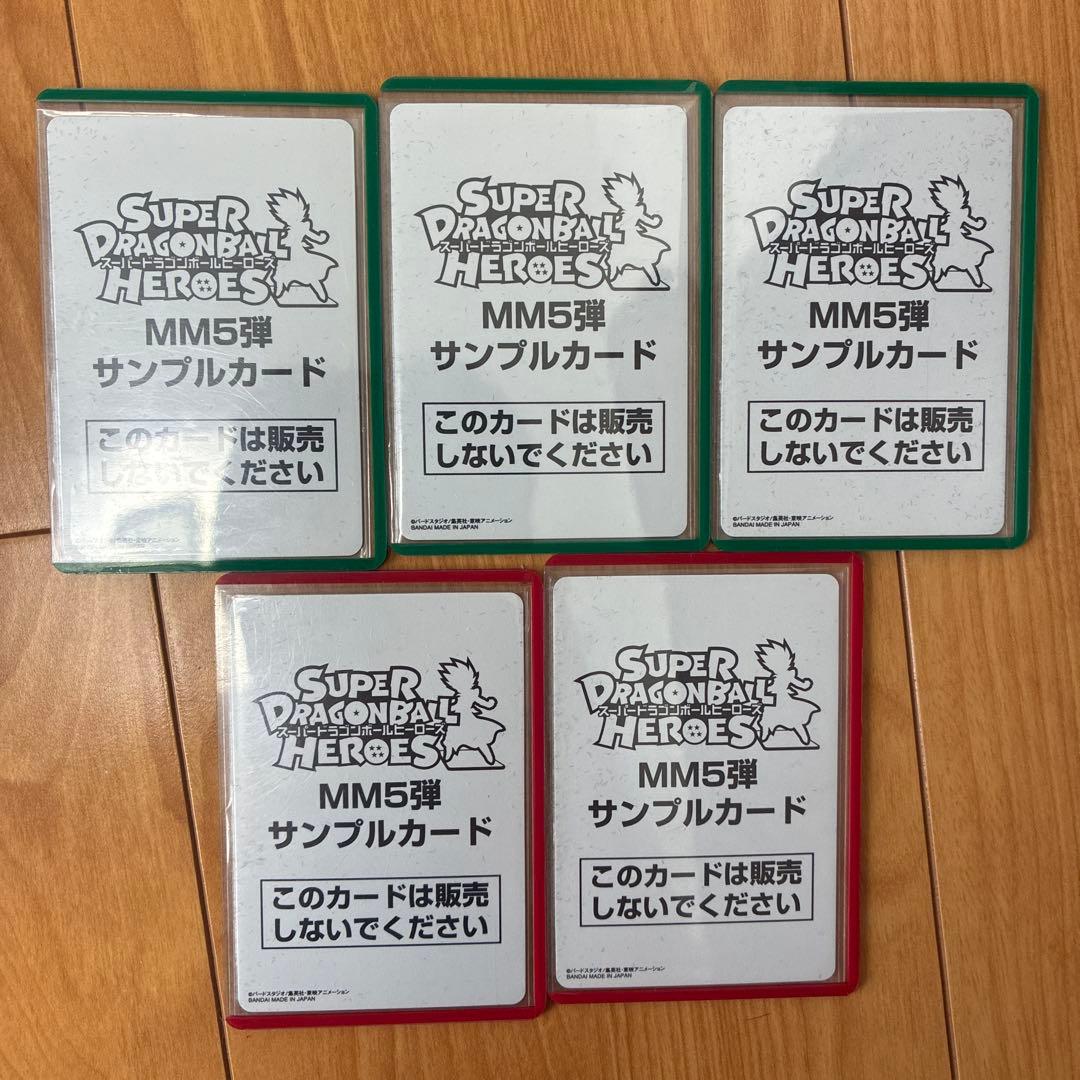 SUPER
DRAGONBALL
スーパードラゴンボールヒーローズ
HEROES
MM5弾
サンプルカード
このカードは販売
しないでください
SUPER
DRAGONBALL
スーパードラゴンボールヒーローズ
HEROES
MM5弾
サンプルカード
このカードは販売
しないでください
©バードスタジオ/集英社・東映アニメーション
BANDAI MADE IN JAPAN
SUPER
DRAGONBALL
スーパードラゴンボールヒーローズ
HEROES
MM5弾
サンプルカード
このカードは販売
しないでください
©バードスタジオ/集英社・東映アニメーション
BANDAI MADE IN JAPAN
SUPER
DRAGONBALL
スーパードラゴンボールヒーローズ
HEROES
MM5弾
サンプルカード
このカードは販売
しないでください
©バードスタジオ/集英社・東映アニメーション
BANDAI MADE IN JAPAN
SUPER
DRAGONBALL
スーパードラゴンボールヒーローズ
HEROES
MM5弾
サンプルカード
このカードは販売
しないでください
©バードスタジオ/集英社・東映アニメーション
BANDAI MADE IN JAPAN